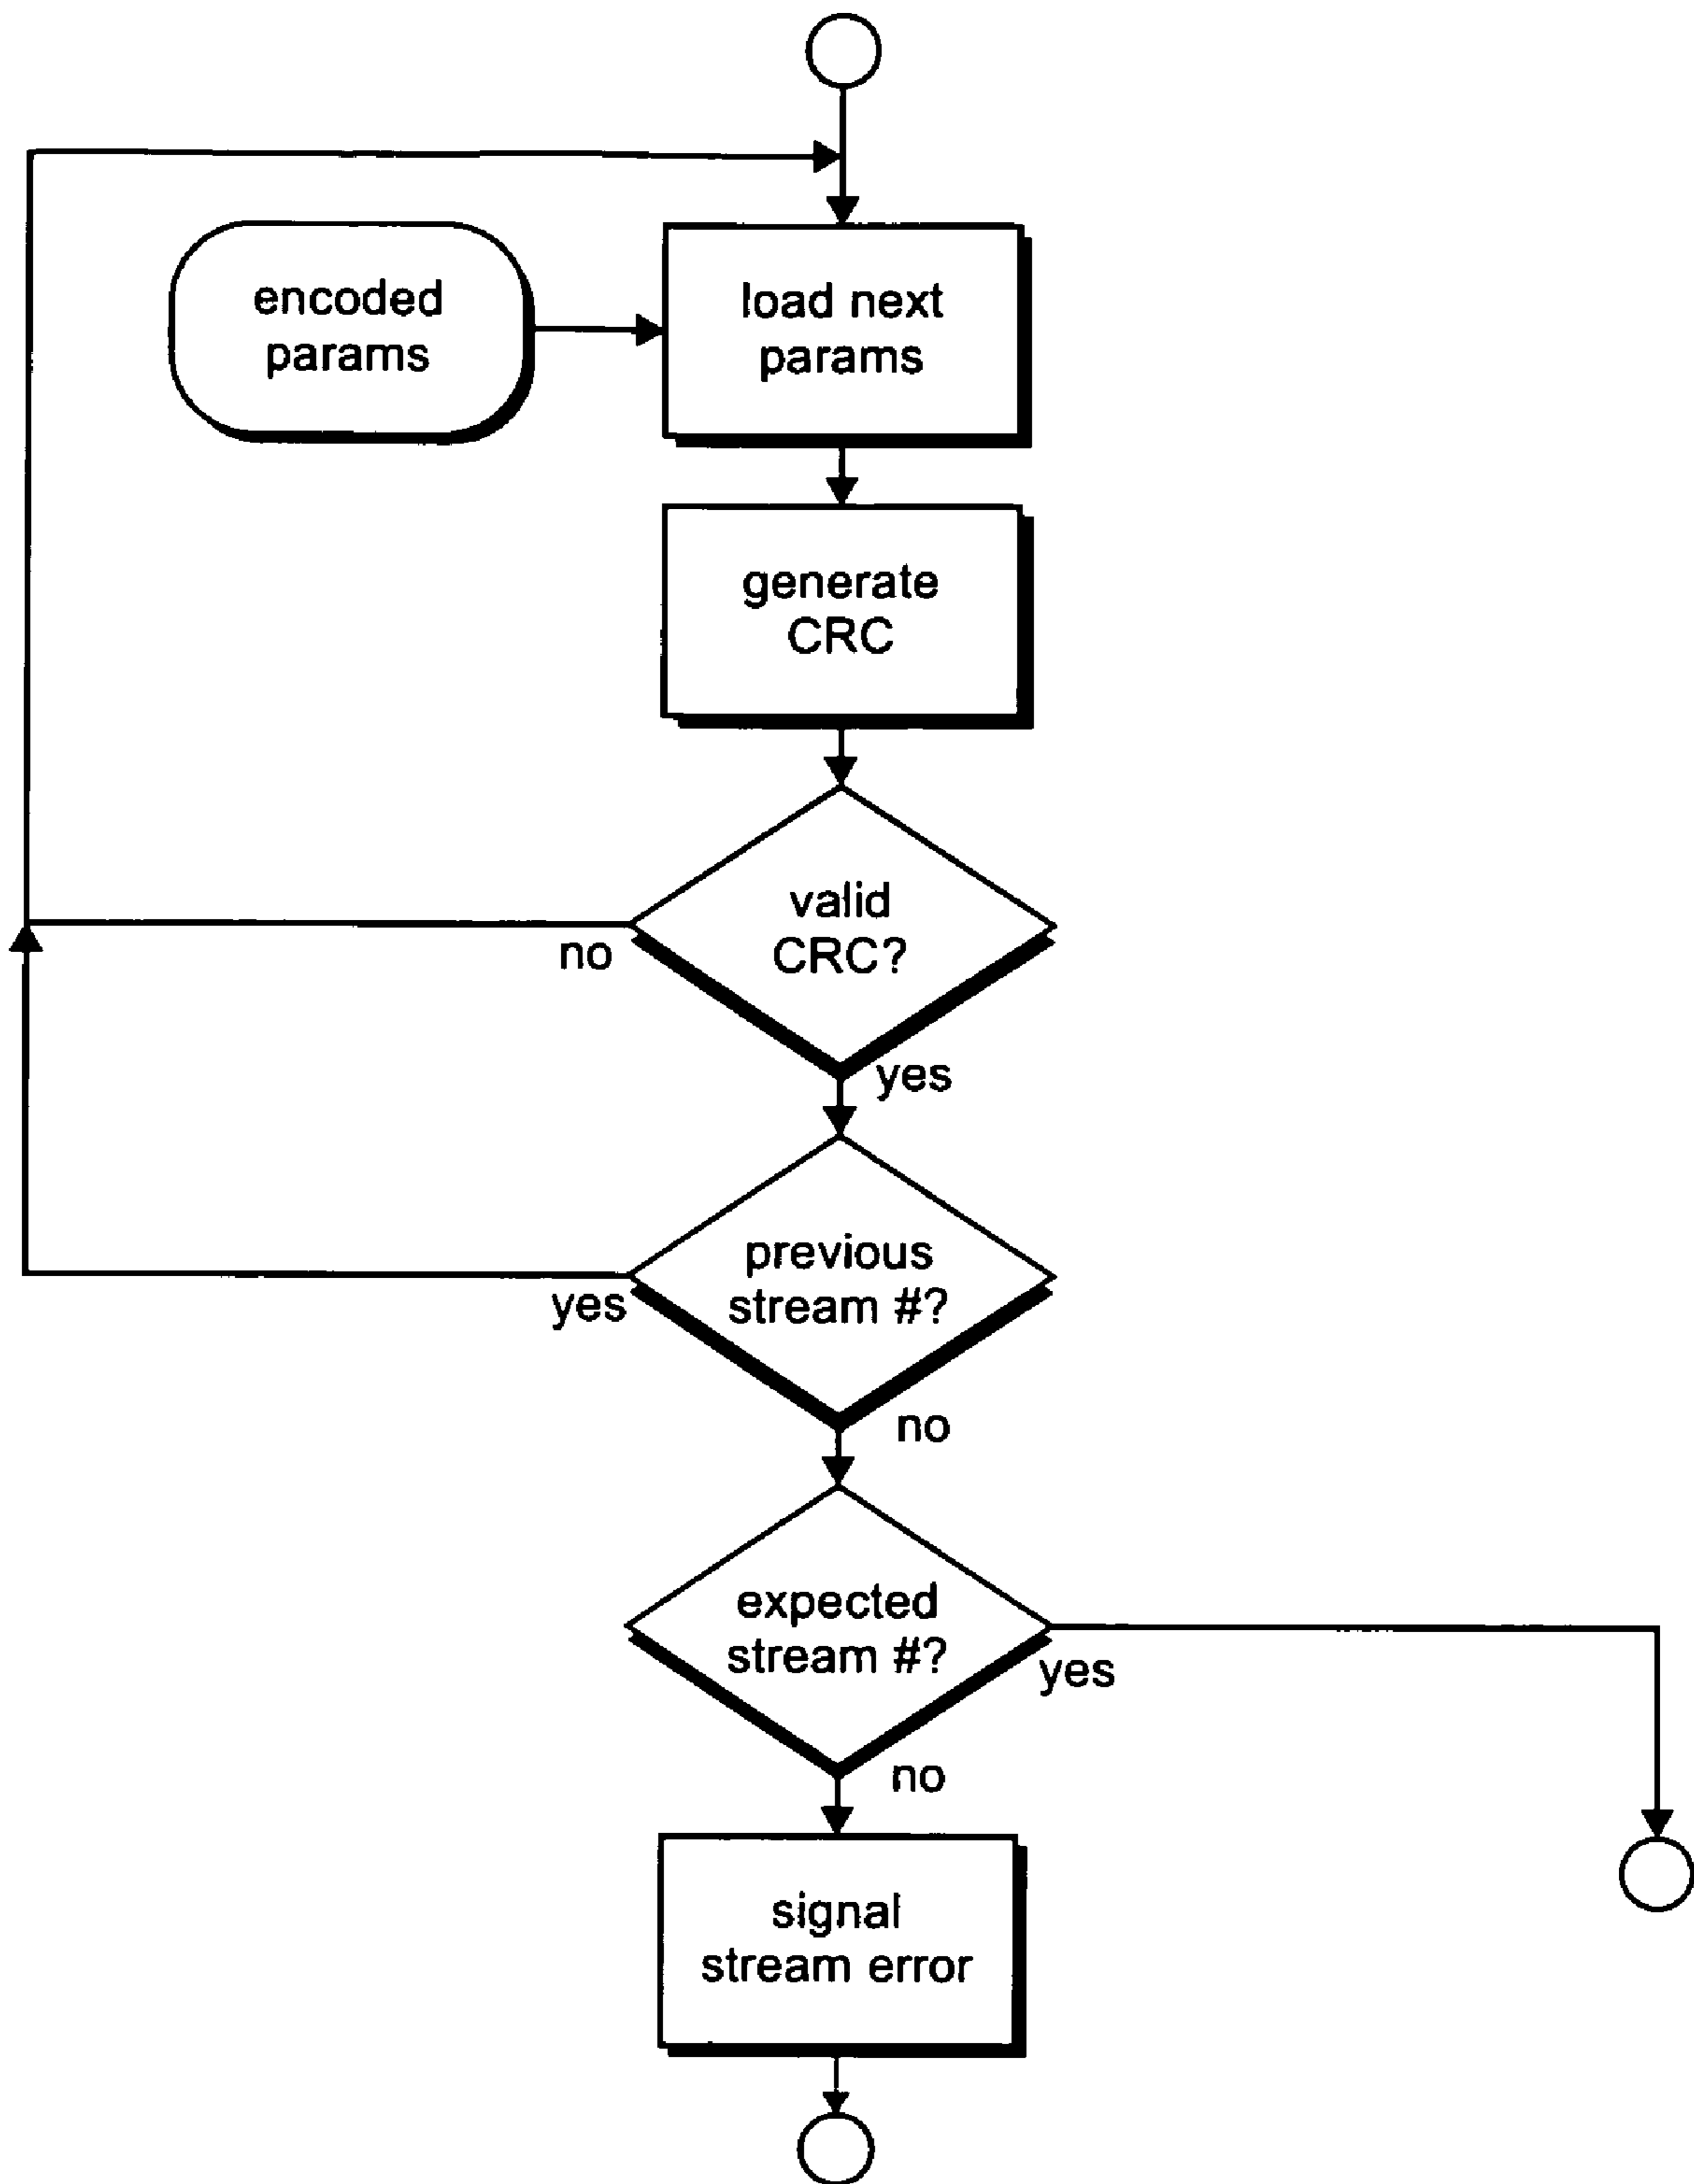 encoded
params
load next
params
generate
CRC
valid
CRC?
no
yes
previous
stream #?
yes
no
expected
stream #?
yes
no
signal
stream error